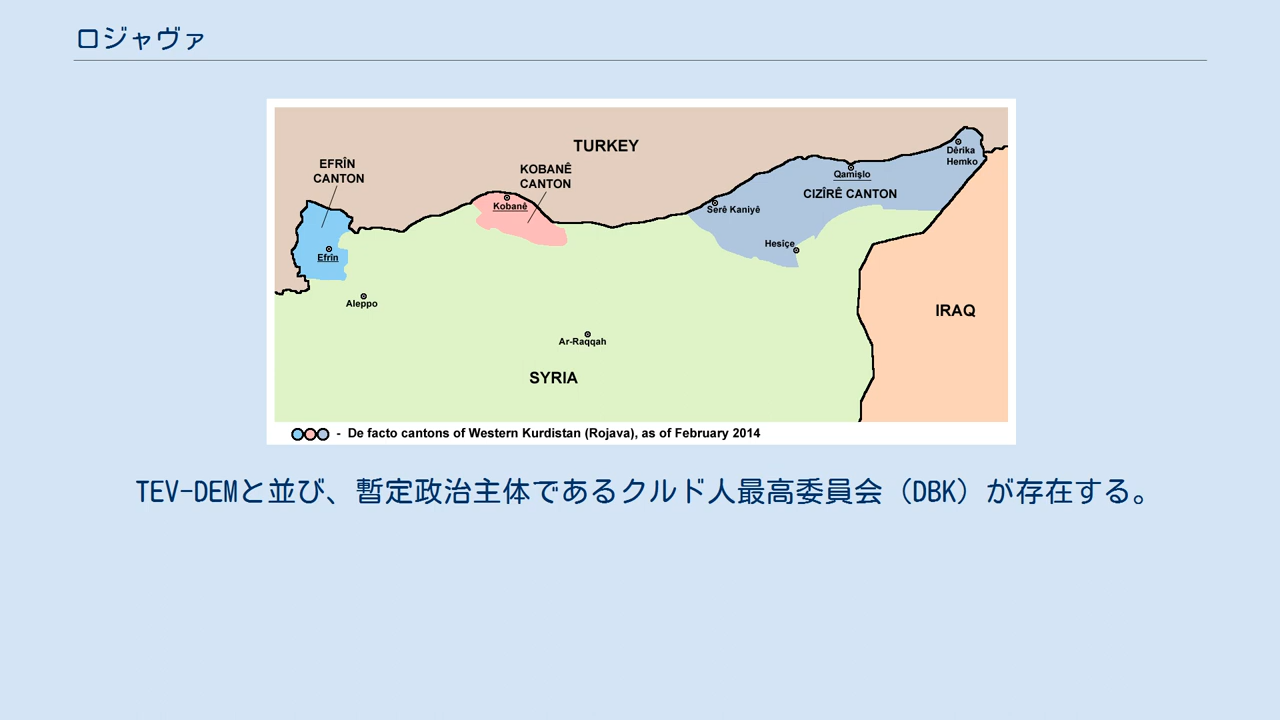 ロジャヴァ
TURKEY
EFRÎN
CANTON
KOBANÊ
CANTON
Dêrika
Hemko
Qamişlo
CIZÎRÊ CANTON
Kobanê
Serê Kaniyê
Hesiçe
Efrîn
Aleppo
IRAQ
Ar-Raqqah
SYRIA
- De facto cantons of Western Kurdistan (Rojava), as of February 2014
TEV-DEMと並び、暫定政治主体であるクルド人最高委員会（DBK）が存在する。